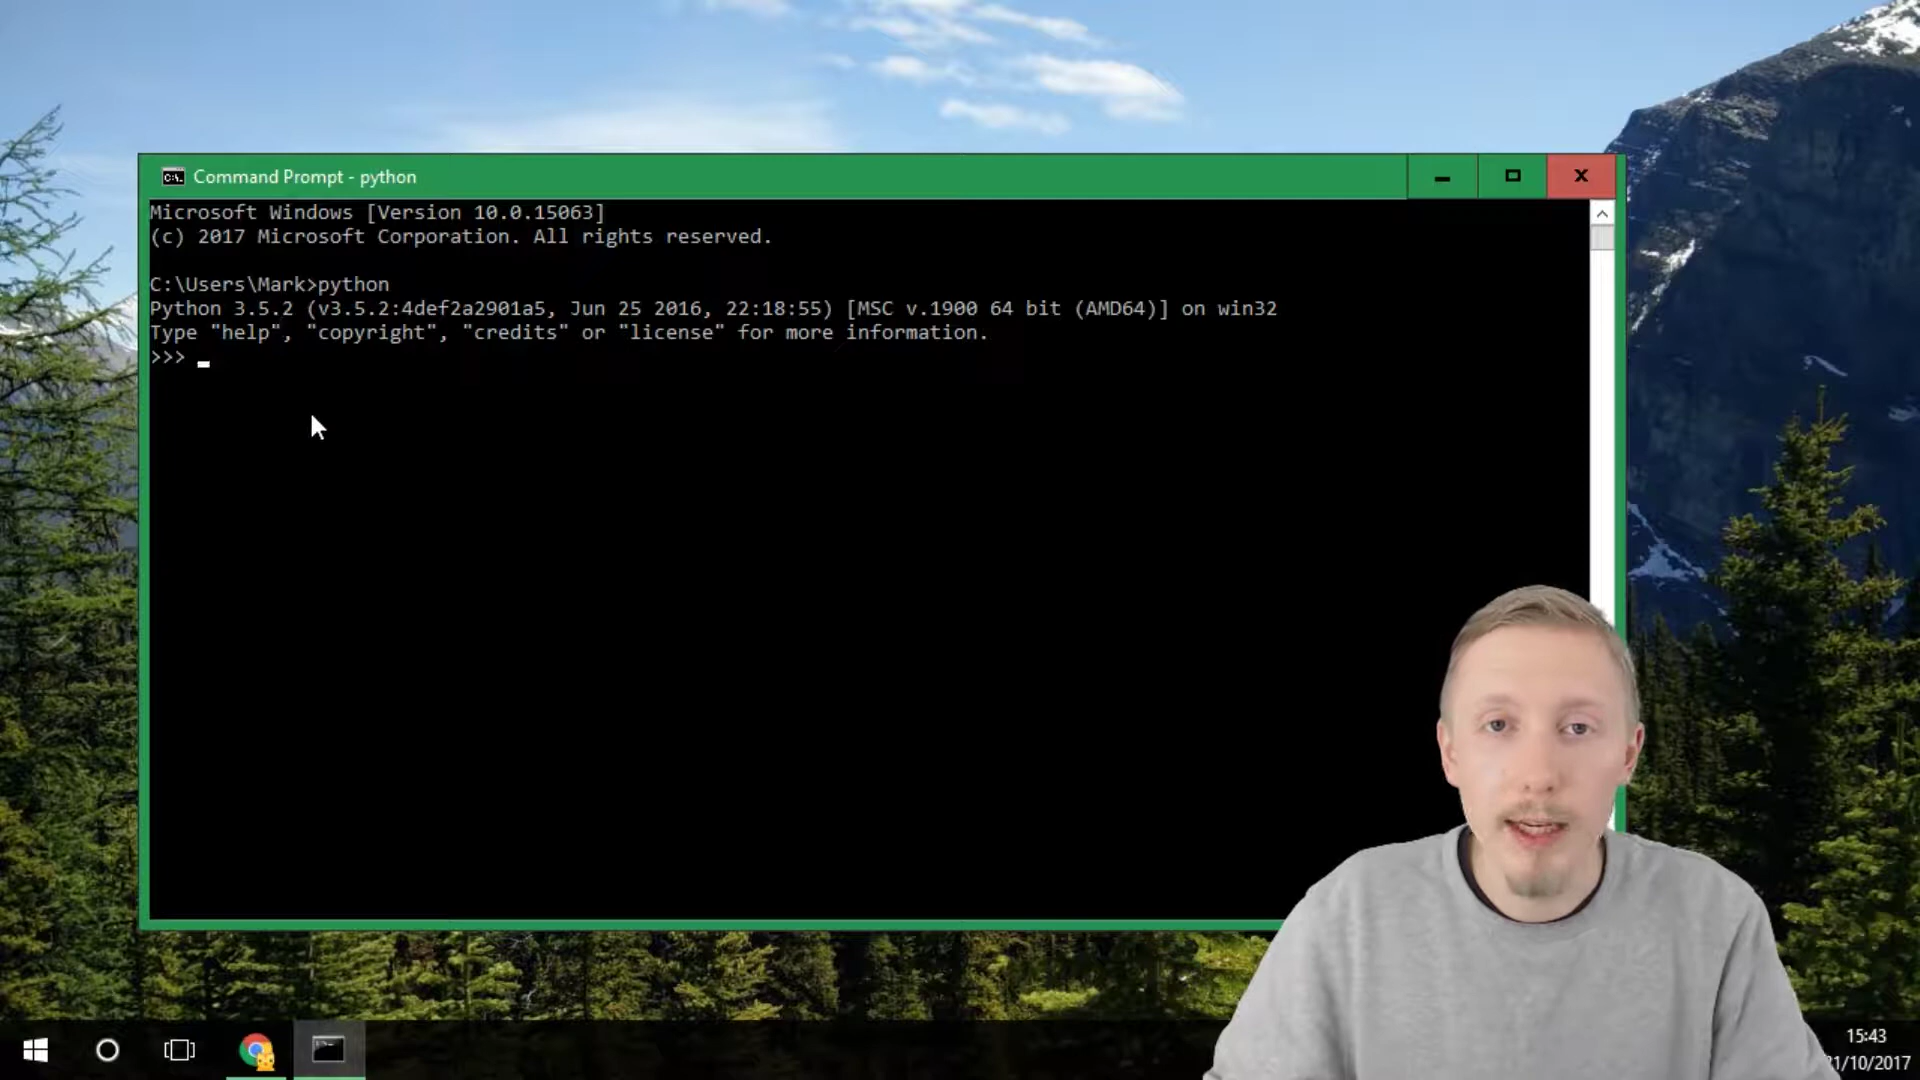 Command Prompt - python
Microsoft Windows [Version 10.0.15063]
(c) 2017 Microsoft Corporation. All rights reserved.
C:\Users\Mark>python
Python 3.5.2 (v3.5.2:4def2a2901a5, Jun 25 2016, 22:18:55) [MSC v.1900 64 bit (AMD64)] on win32
Type "help", "copyright", "credits" or "license" for more information.
>>>
15:43
1/10/2017